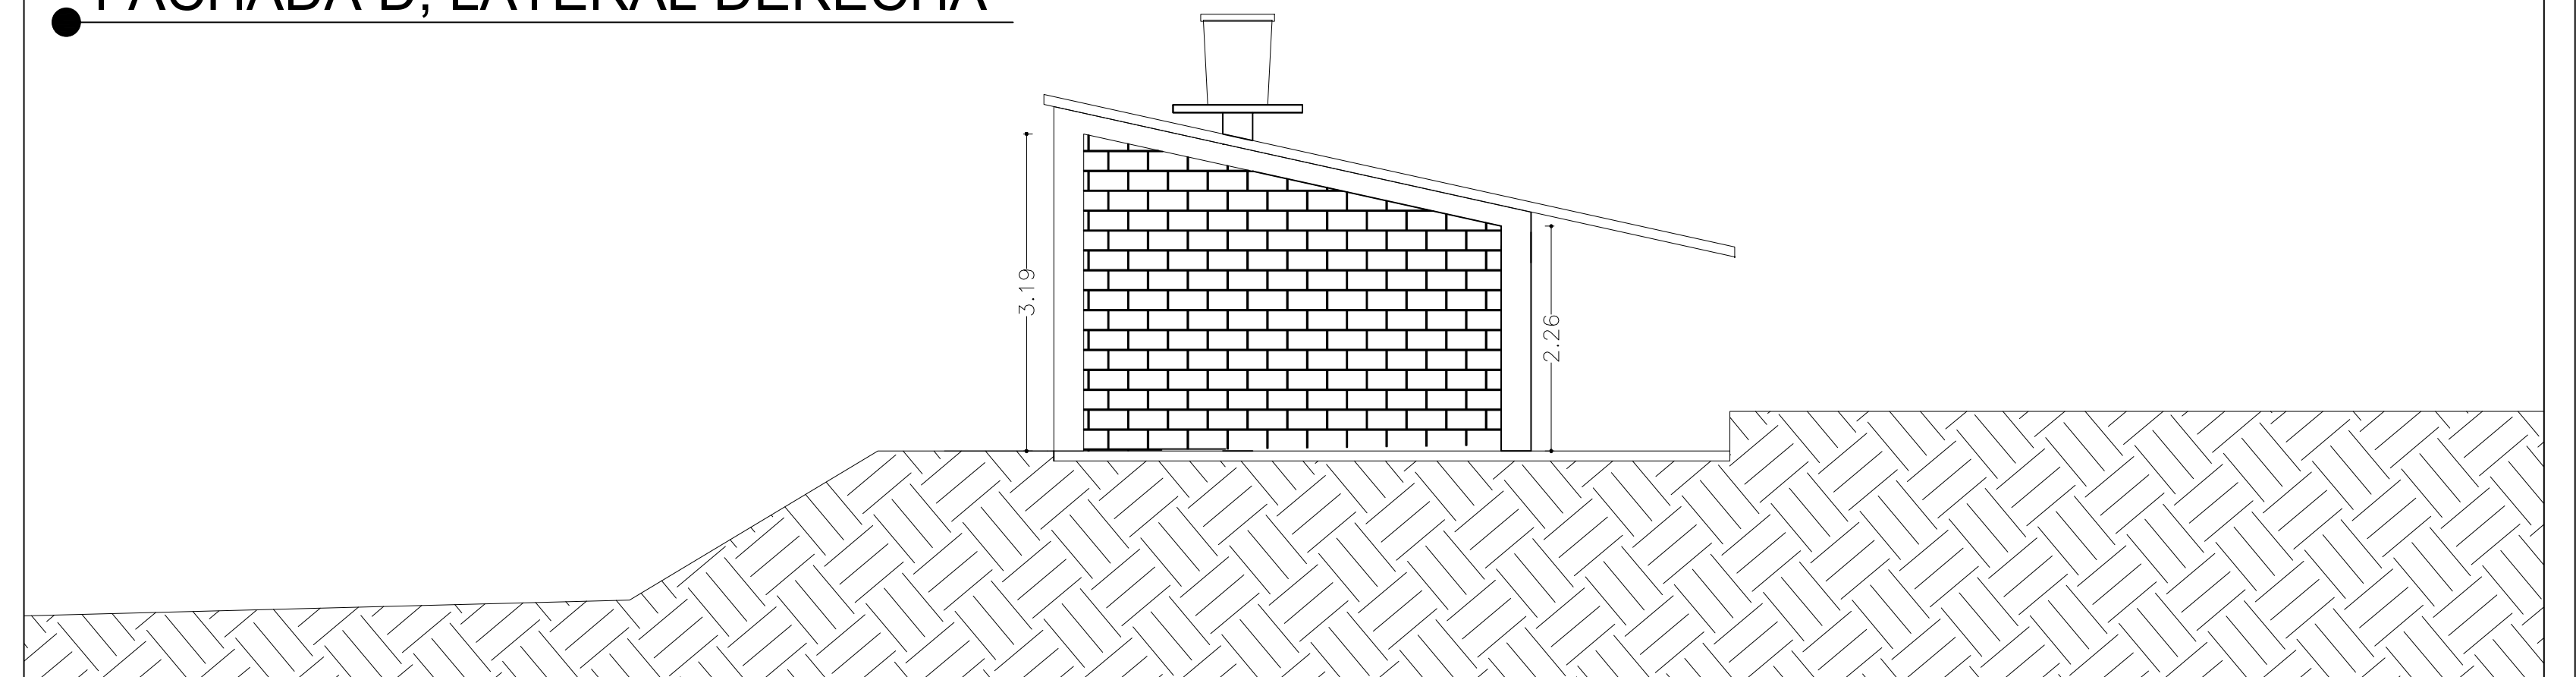 FACHADA D, LATERAL DERECHA
3.19
2.26